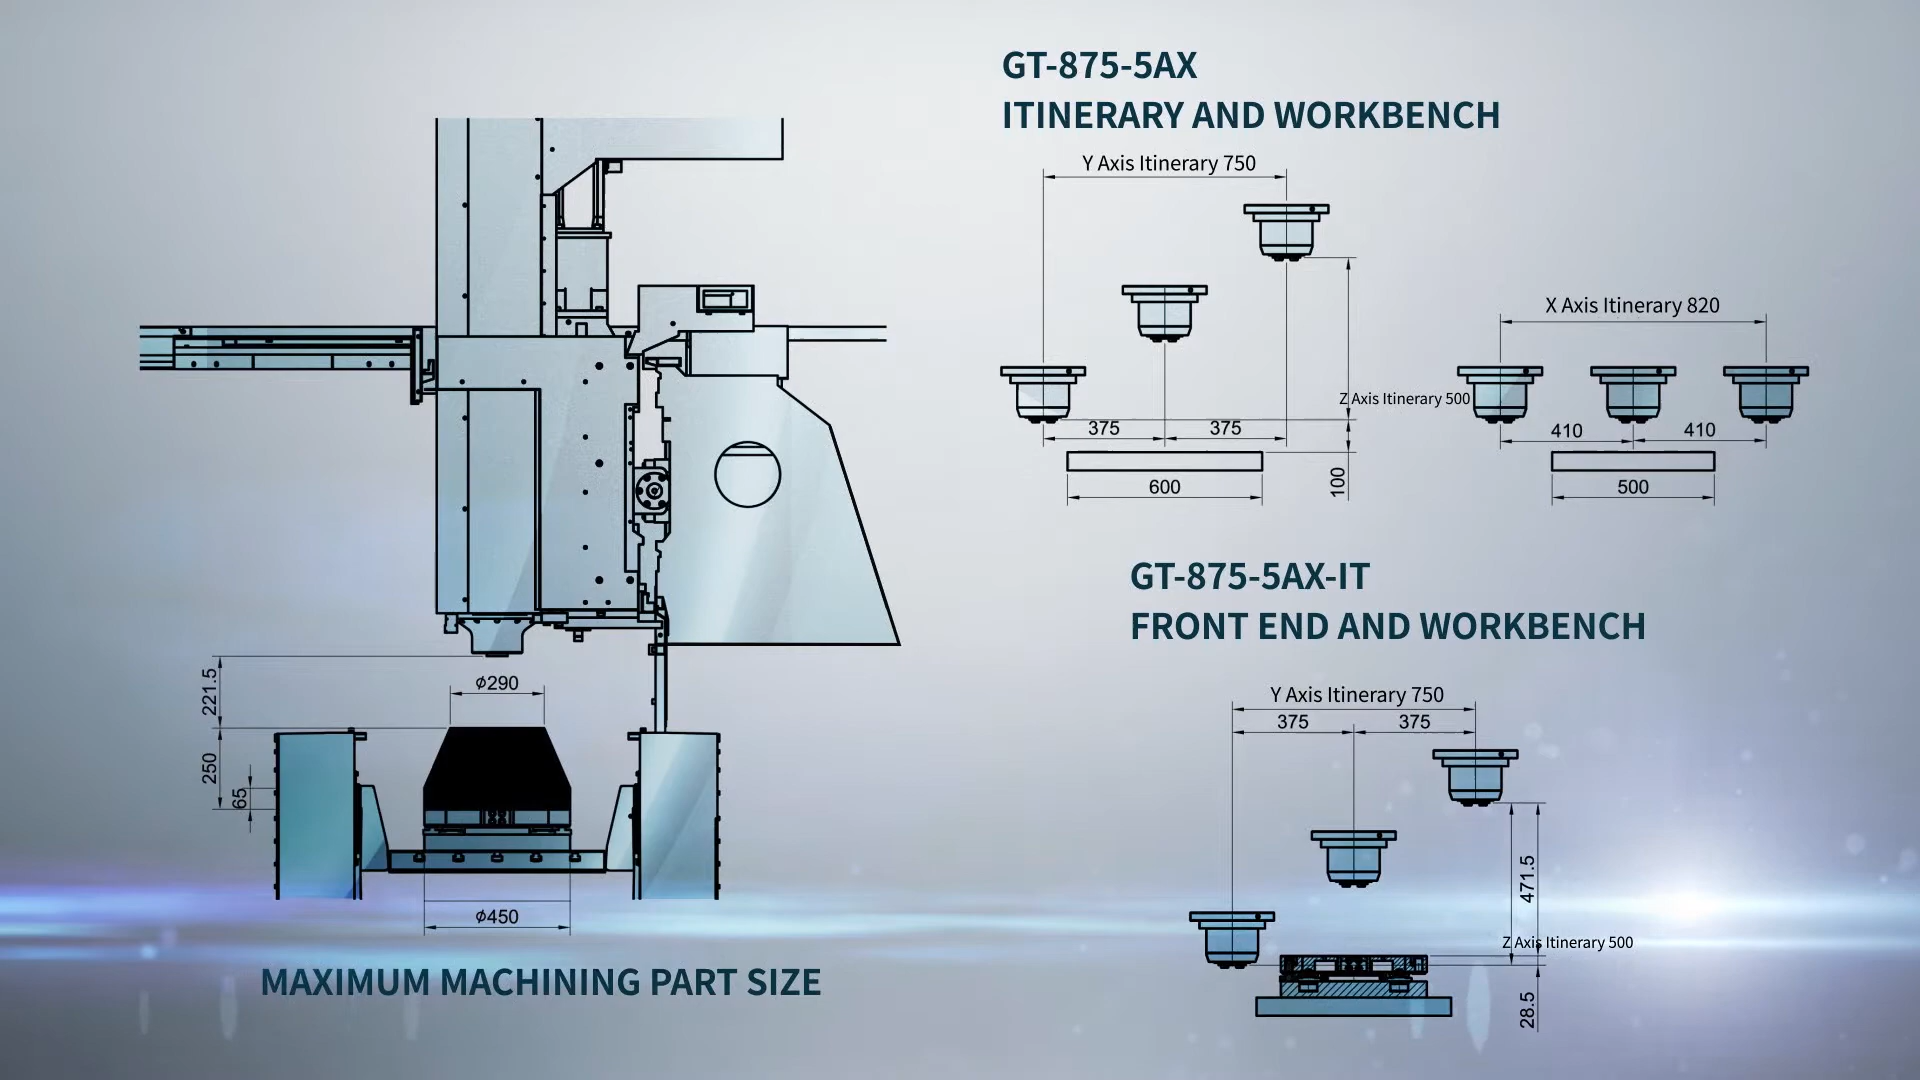 GT-875-5AX
ITINERARY AND WORKBENCH
Y Axis Itinerary 750
X Axis Itinerary 820
Z Axis Itinerary 500
375
375
410
410
100
600
500
GT-875-5AX-IT
FRONT END AND WORKBENCH
Y Axis Itinerary 750
375
375
471.5
Z Axis Itinerary 500
28.5
221.5
ϕ290
250
65
ϕ450
MAXIMUM MACHINING PART SIZE